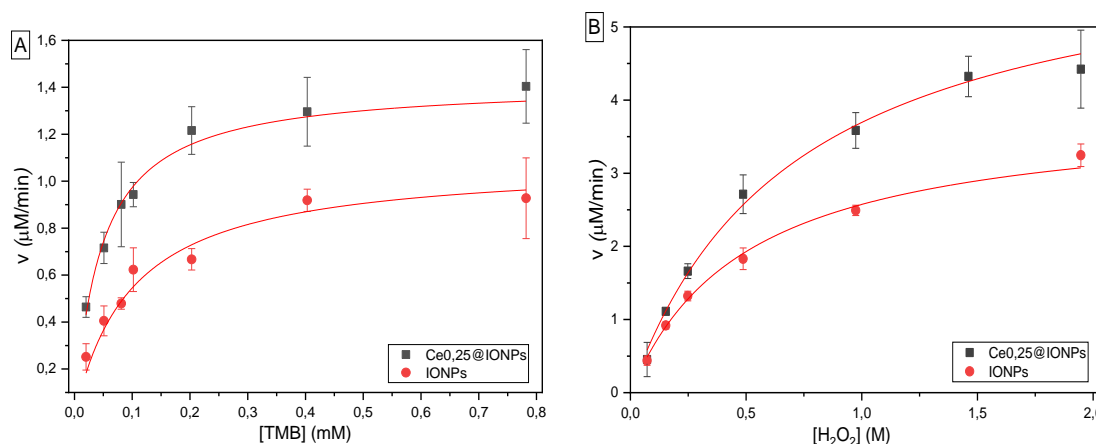 A
1,6
1,4
1,2
1,0
0,8
0,6
0,4
0,2
v (μM/min)
0,0 0,1 0,2 0,3 0,4 0,5 0,6 0,7 0,8
[TMB] (mM)
Ce0,25@IONPs
IONPs
B
5
4
3
2
1
0
v (μM/min)
0,0 0,5 1,0 1,5 2,0
[H₂O₂] (M)
Ce0,25@IONPs
IONPs